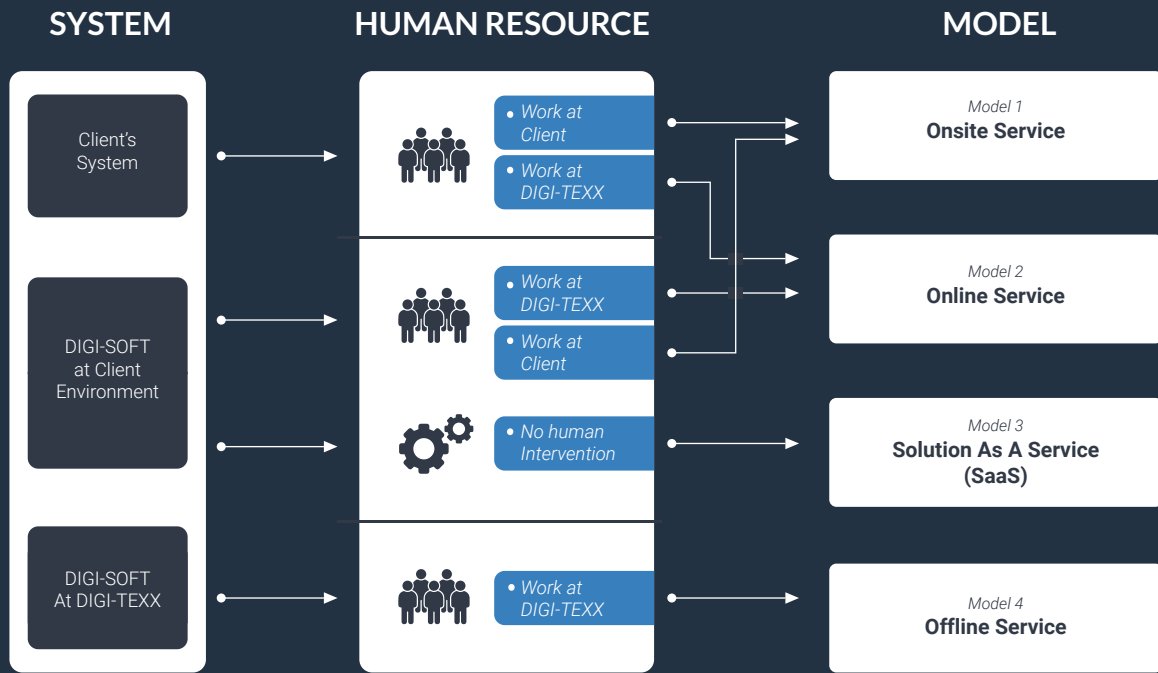 SYSTEM
HUMAN RESOURCE
MODEL
Client's
System
DIGI-SOFT
at Client
Environment
DIGI-SOFT
At DIGI-TEXX
• Work at
Client
• Work at
DIGI-TEXX
• Work at
DIGI-TEXX
• Work at
Client
• No human
Intervention
• Work at
DIGI-TEXX
Model 1
Onsite Service
Model 2
Online Service
Model 3
Solution As A Service
(SaaS)
Model 4
Offline Service